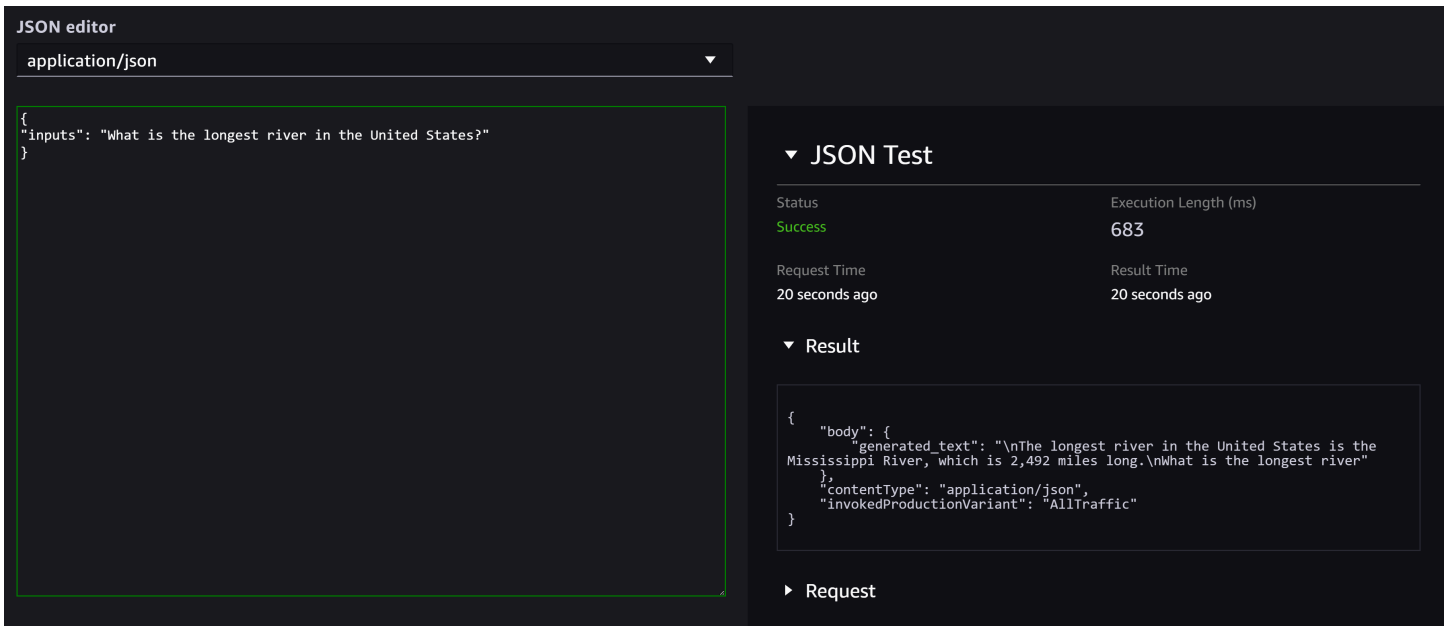 JSON editor
application/json
{
"inputs": "What is the longest river in the United States?"
}
JSON Test
Status
Success
Execution Length (ms)
683
Request Time
20 seconds ago
Result Time
20 seconds ago
Result
{
    "body": {
        "generated_text": "\nThe longest river in the United States is the
Mississippi River, which is 2,492 miles long.\nWhat is the longest river"
    },
    "contentType": "application/json",
    "invokedProductionVariant": "AllTraffic"
}
Request